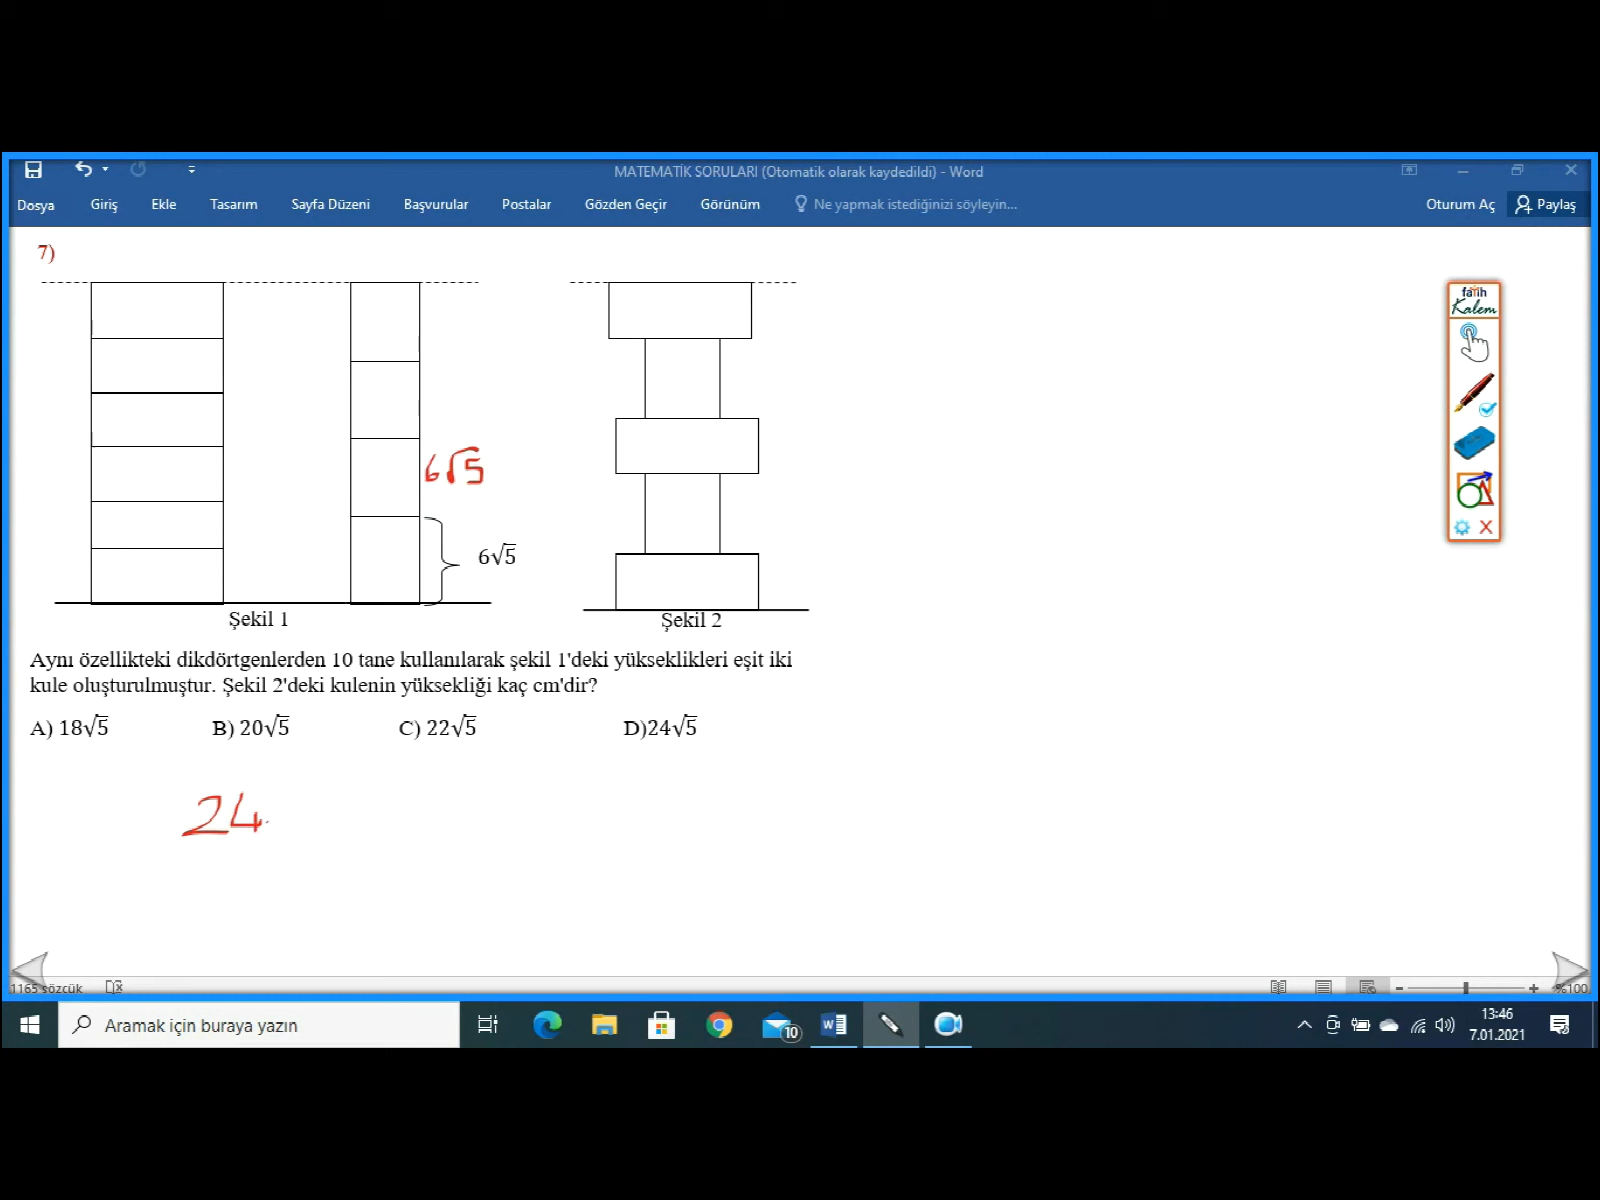 MATEMATİK SORULARI (Otomatik olarak kaydedildi) - Word
Dosya Giriş Ekle Tasarım Sayfa Düzeni Başvurular Postalar Gözden Geçir Görünüm Ne yapmak istediğinizi söyleyin... Oturum Aç Paylaş
7)
fatih
Kalem
6√5
6√5
Şekil 1
Şekil 2
Aynı özellikteki dikdörtgenlerden 10 tane kullanılarak şekil 1'deki yükseklikleri eşit iki
kule oluşturulmuştur. Şekil 2'deki kulenin yüksekliği kaç cm'dir?
A) 18√5 B) 20√5 C) 22√5 D)24√5
24
1165 sözcük %100
Aramak için buraya yazın 10 13:46
7.01.2021